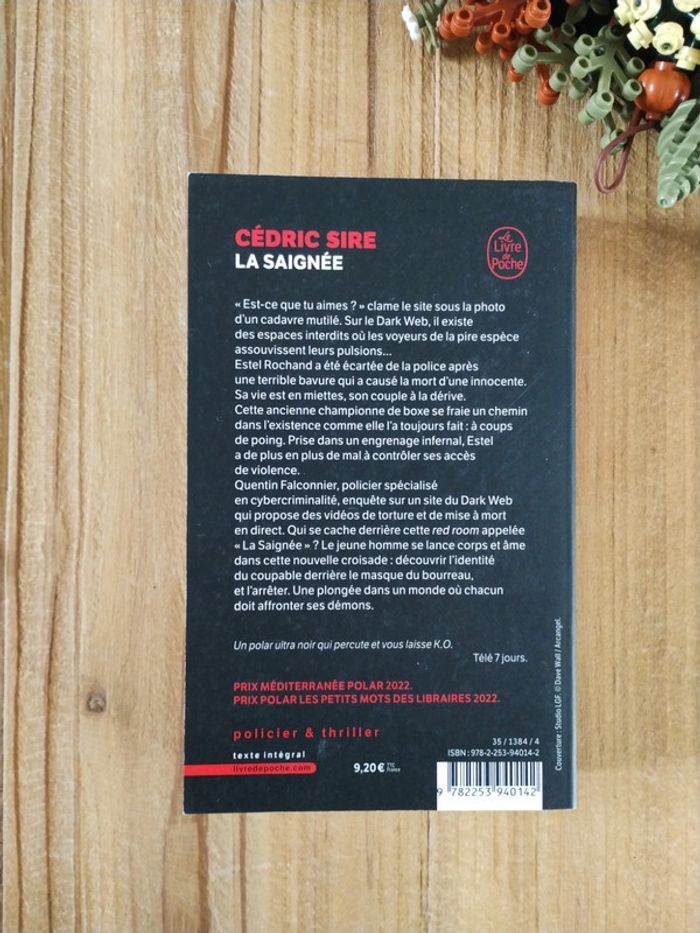 CÉDRIC SIRE
LA SAIGNÉE
Le
Livre
de
Poche
« Est-ce que tu aimes ? » clame le site sous la photo
d’un cadavre mutilé. Sur le Dark Web, il existe
des espaces interdits où les voyeurs de la pire espèce
assouvissent leurs pulsions...
Estel Rochand a été écartée de la police après
une terrible bavure qui a causé la mort d’une innocente.
Sa vie est en miettes, son couple à la dérive.
Cette ancienne championne de boxe se fraie un chemin
dans l’existence comme elle l’a toujours fait : à coups
de poing. Prise dans un engrenage infernal, Estel
a de plus en plus de mal à contrôler ses accès
de violence.
Quentin Falconnier, policier spécialisé
en cybercriminalité, enquête sur un site du Dark Web
qui propose des vidéos de torture et de mise à mort
en direct. Qui se cache derrière cette red room appelée
« La Saignée » ? Le jeune homme se lance corps et âme
dans cette nouvelle croisade : découvrir l’identité
du coupable derrière le masque du bourreau,
et l’arrêter. Une plongée dans un monde où chacun
doit affronter ses démons.
Un polar ultra noir qui percute et vous laisse K.O.
Télé 7 jours.
PRIX MÉDITERRANÉE POLAR 2022.
PRIX POLAR LES PETITS MOTS DES LIBRAIRES 2022.
policier & thriller
texte intégral
livredepoche.com
9,20 € TTC
France
35 / 1384 / 4
ISBN : 978-2-253-94014-2
9 782253 940142
Couverture : Studio LGF. © Dave Wall / Arcangel.